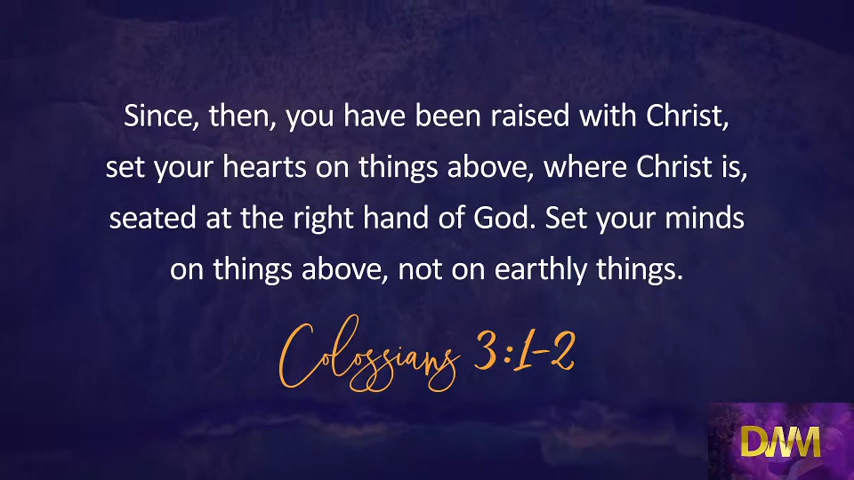 Since, then, you have been raised with Christ,
set your hearts on things above, where Christ is,
seated at the right hand of God. Set your minds
on things above, not on earthly things.
Colossians 3:1-2
DWM